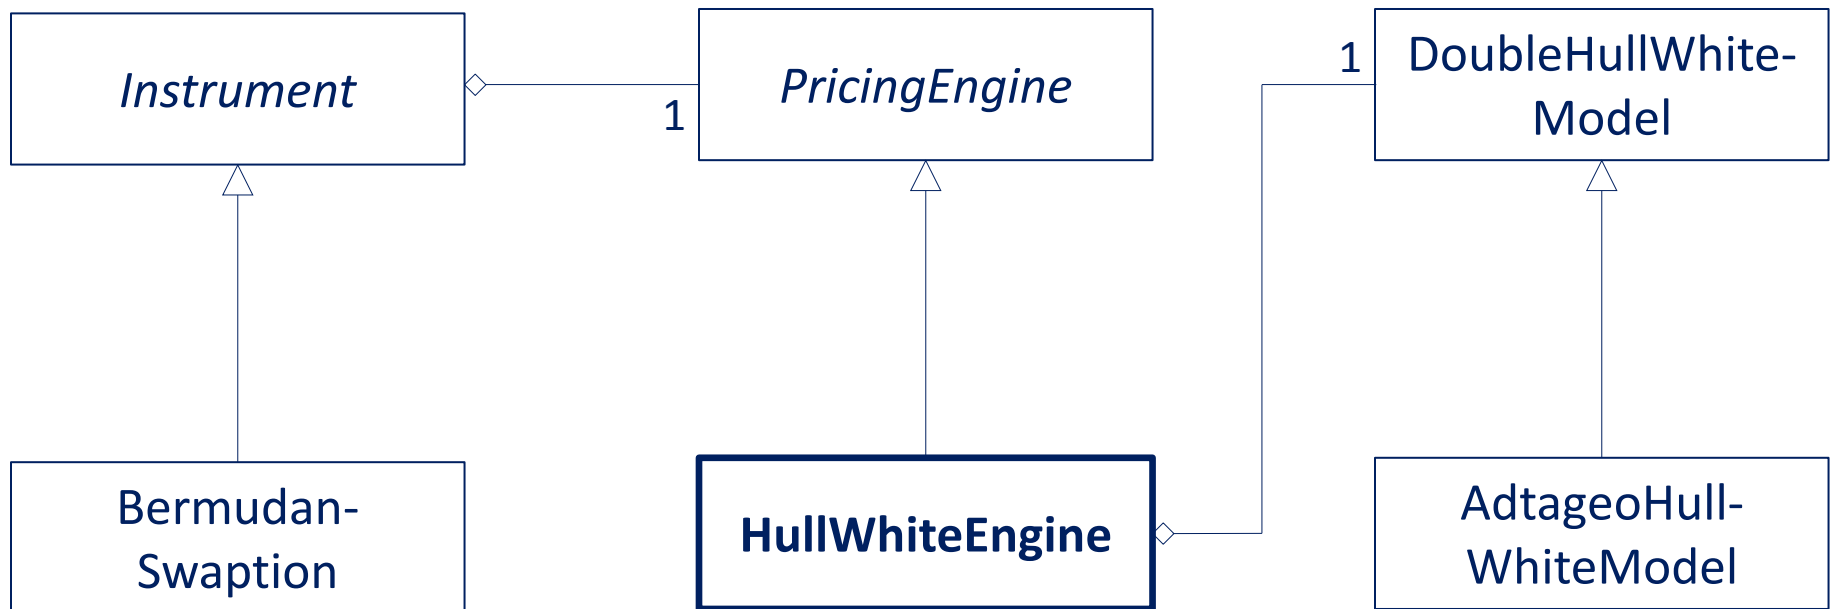 Instrument
1
PricingEngine
1
DoubleHullWhite-
Model
Bermudan-
Swaption
HullWhiteEngine
AdtageoHull-
WhiteModel